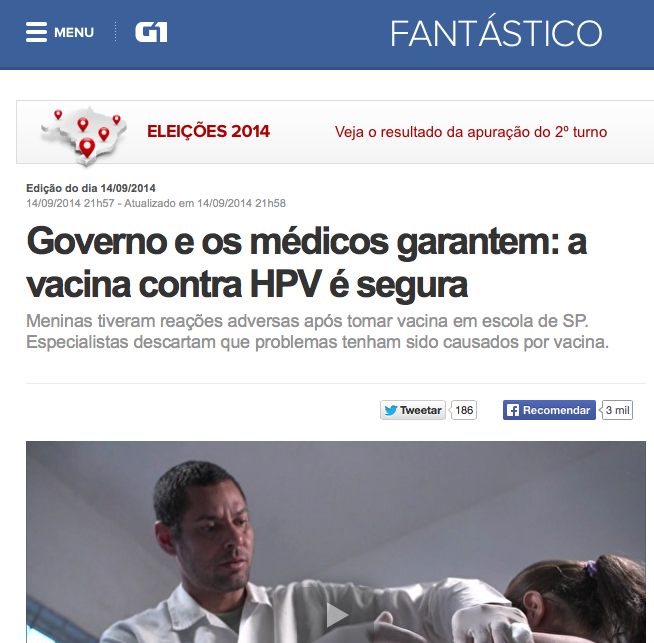 MENU
G1
FANTÁSTICO
ELEIÇÕES 2014
Veja o resultado da apuração do 2º turno
Edição do dia 14/09/2014
14/09/2014 21h57 - Atualizado em 14/09/2014 21h58
Governo e os médicos garantem: a
vacina contra HPV é segura
Meninas tiveram reações adversas após tomar vacina em escola de SP.
Especialistas descartam que problemas tenham sido causados por vacina.
Tweetar 186 Recomendar 3 mil